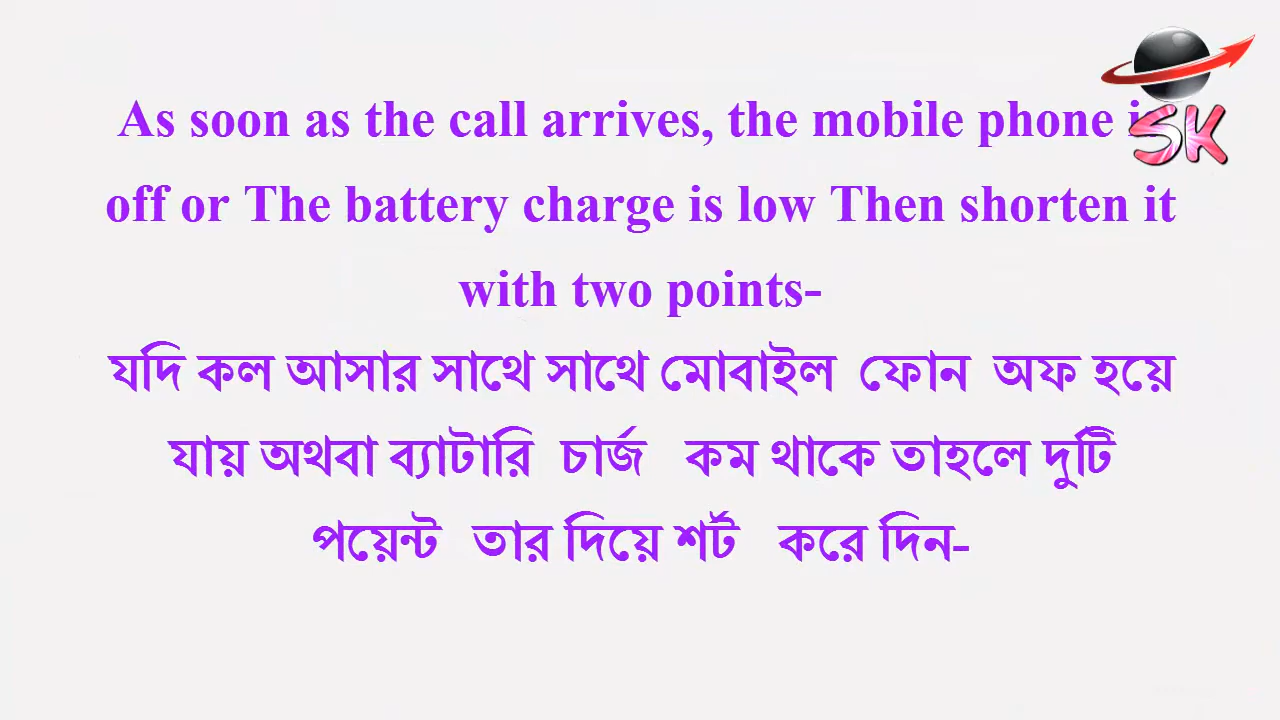 As soon as the call arrives, the mobile phone is
off or The battery charge is low Then shorten it
with two points-
যদি কল আসার সাথে সাথে মোবাইল ফোন অফ হয়ে
যায় অথবা ব্যাটারি চার্জ কম থাকে তাহলে দুটি
পয়েন্ট তার দিয়ে শর্ট করে দিন-
SK